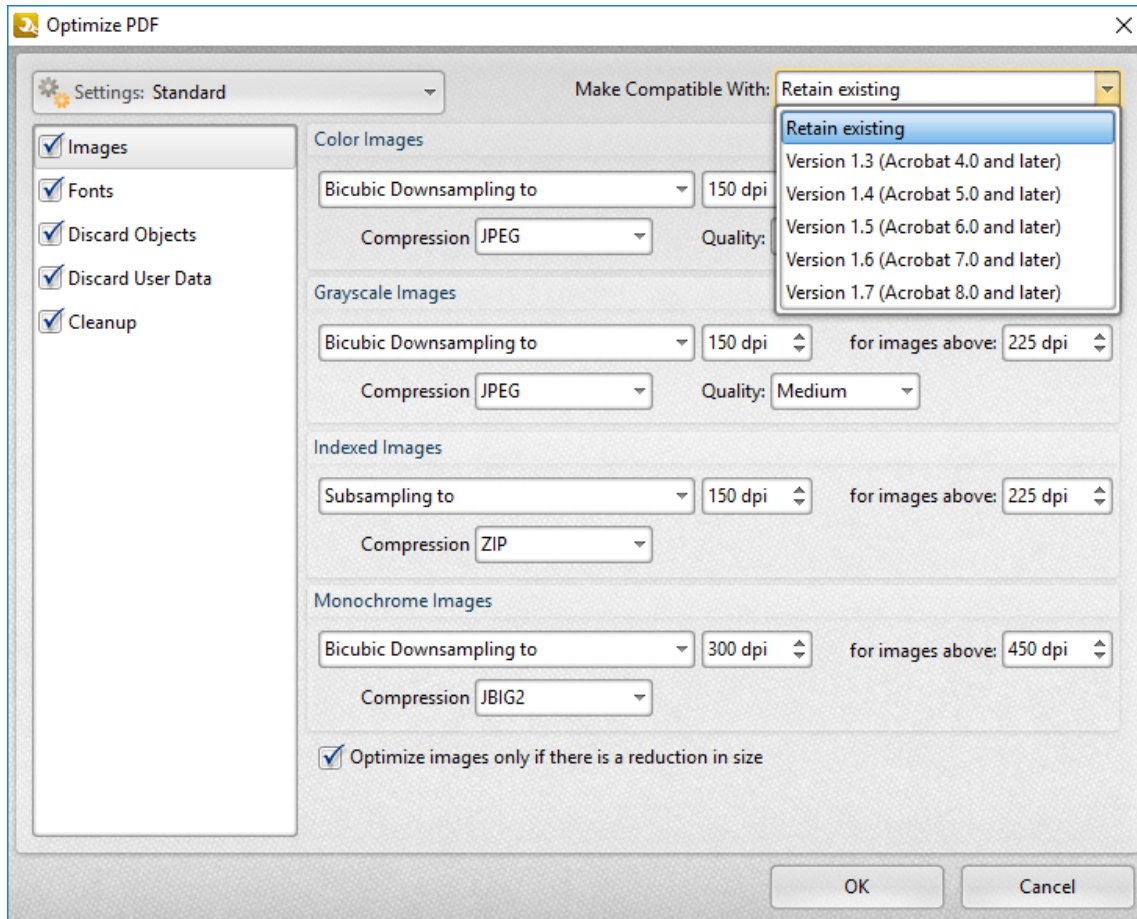 Optimize PDF
Settings: Standard
Make Compatible With: Retain existing
Retain existing
Version 1.3 (Acrobat 4.0 and later)
Version 1.4 (Acrobat 5.0 and later)
Version 1.5 (Acrobat 6.0 and later)
Version 1.6 (Acrobat 7.0 and later)
Version 1.7 (Acrobat 8.0 and later)
Images
Fonts
Discard Objects
Discard User Data
Cleanup
Color Images
Bicubic Downsampling to 150 dpi
Compression JPEG Quality:
Grayscale Images
Bicubic Downsampling to 150 dpi for images above: 225 dpi
Compression JPEG Quality: Medium
Indexed Images
Subsampling to 150 dpi for images above: 225 dpi
Compression ZIP
Monochrome Images
Bicubic Downsampling to 300 dpi for images above: 450 dpi
Compression JBIG2
Optimize images only if there is a reduction in size
OK Cancel